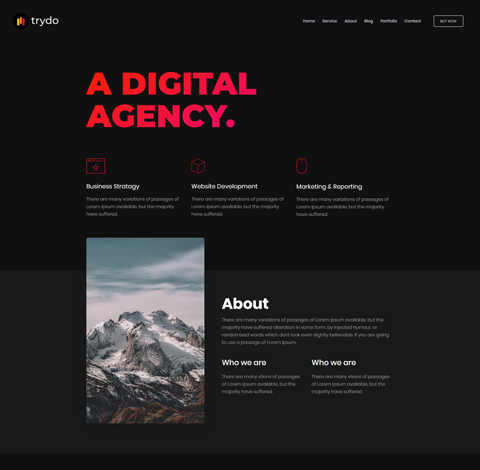 trydo
Home Service About Blog Portfolio Contact BUY NOW
A DIGITAL
AGENCY.
Business Stratagy
There are many variations of passages of
Lorem Ipsum available, but the majority
have suffered.
Website Development
There are many variations of passages of
Lorem Ipsum available, but the majority
have suffered.
Marketing & Reporting
There are many variations of passages of
Lorem Ipsum available, but the majority
have suffered.
About
There are many variations of passages of Lorem Ipsum available, but the
majority have suffered alteration in some form, by injected humour, or
randomised words which dont look even slightly believable. If you are going
to use a passage of Lorem Ipsum.
Who we are
There are many vitions of passages
of Lorem Ipsum available, but the
majority have suffered.
Who we are
There are many vitions of passages
of Lorem Ipsum available, but the
majority have suffered.